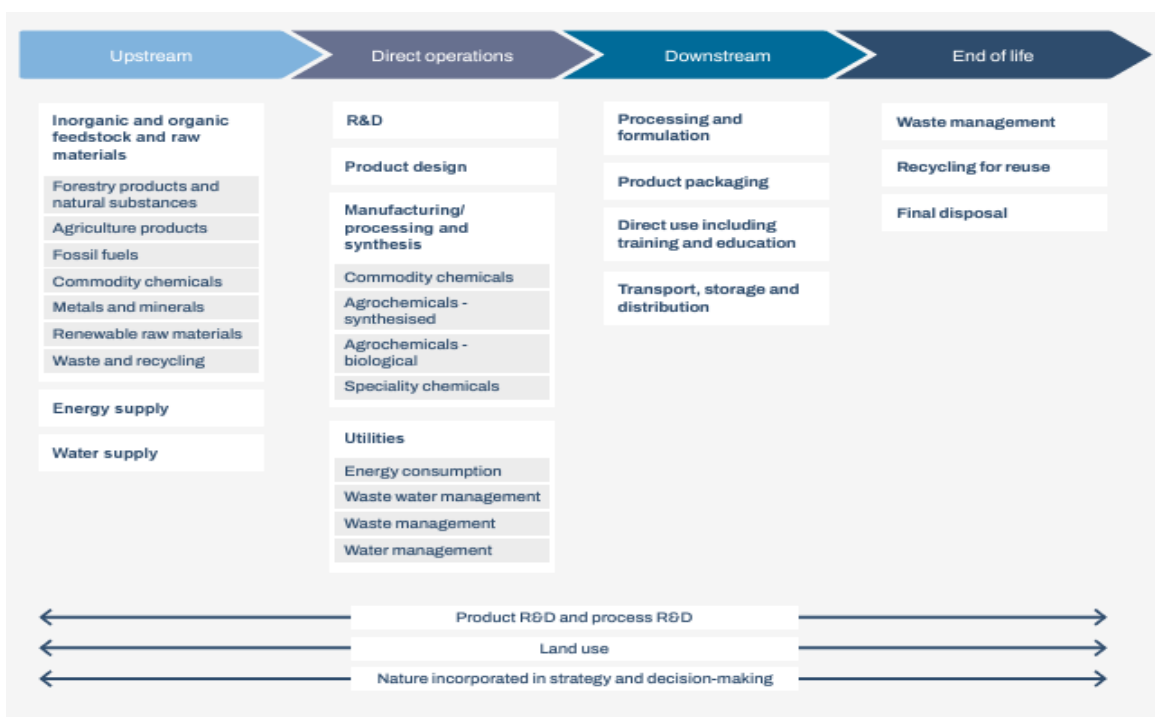 Upstream
Direct operations
Downstream
End of life
Inorganic and organic
feedstock and raw
materials
Forestry products and
natural substances
Agriculture products
Fossil fuels
Commodity chemicals
Metals and minerals
Renewable raw materials
Waste and recycling
Energy supply
Water supply
R&D
Product design
Manufacturing/
processing and
synthesis
Commodity chemicals
Agrochemicals -
synthesised
Agrochemicals -
biological
Speciality chemicals
Utilities
Energy consumption
Waste water management
Waste management
Water management
Processing and
formulation
Product packaging
Direct use including
training and education
Transport, storage and
distribution
Waste management
Recycling for reuse
Final disposal
Product R&D and process R&D
Land use
Nature incorporated in strategy and decision-making